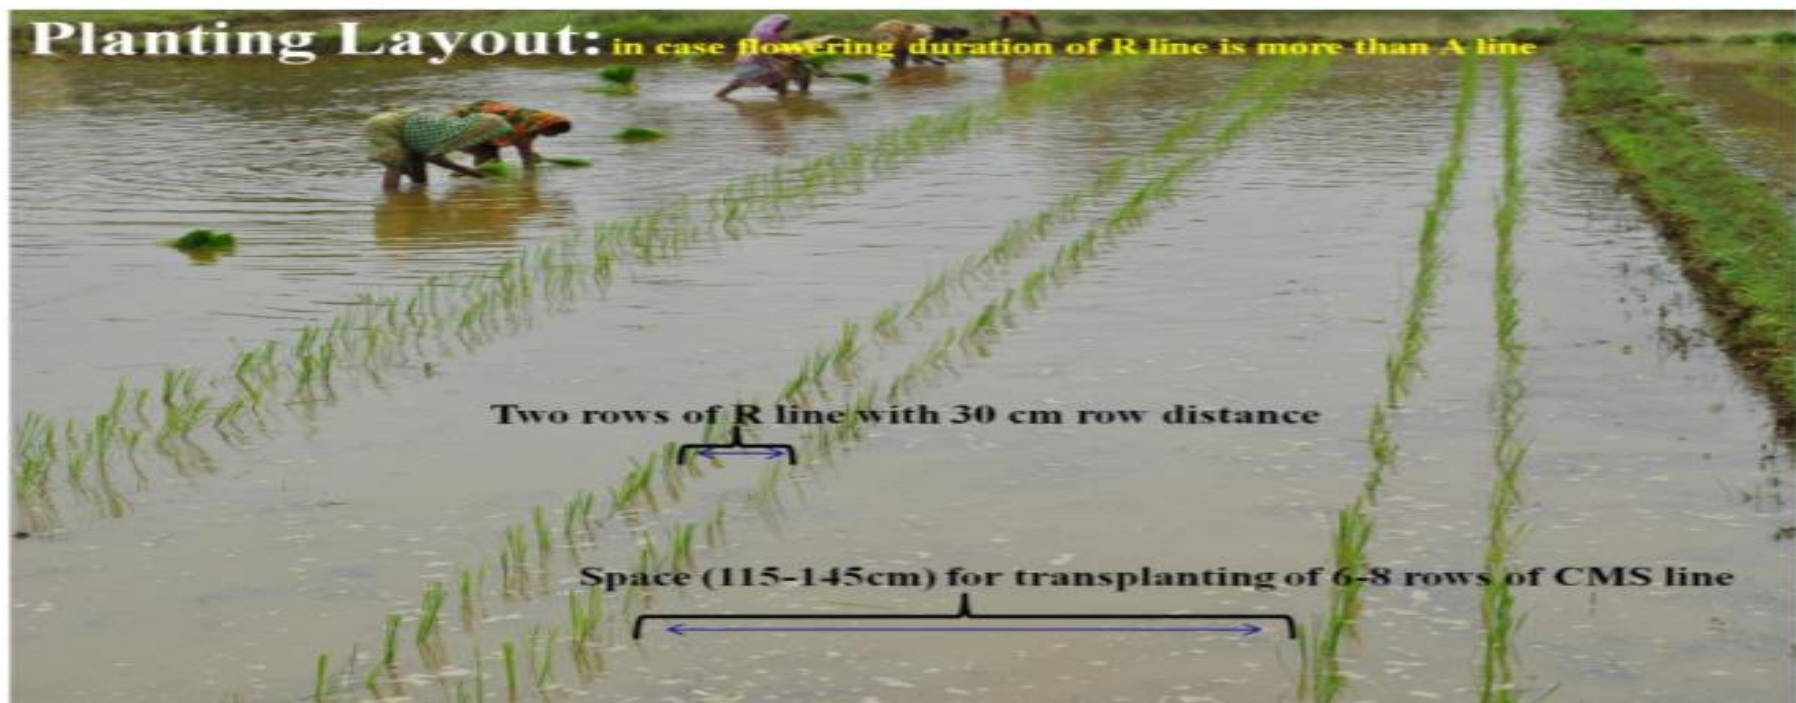 Planting Layout: in case flowering duration of R line is more than A line
Two rows of R line with 30 cm row distance
Space (115-145cm) for transplanting of 6-8 rows of CMS line